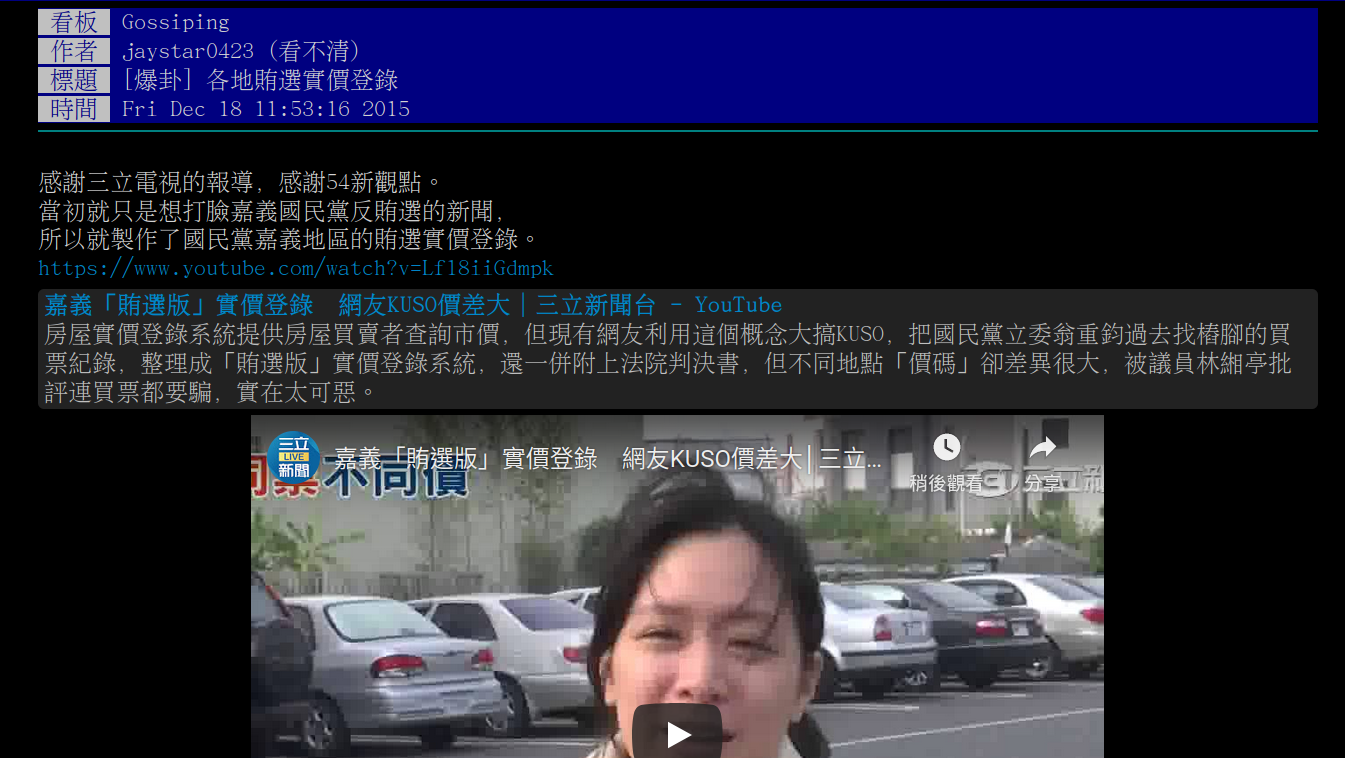 看板 Gossiping
作者 jaystar0423 (看不清)
標題 [爆卦] 各地賄選實價登錄
時間 Fri Dec 18 11:53:16 2015
感謝三立電視的報導，感謝54新觀點。
當初就只是想打臉嘉義國民黨反賄選的新聞，
所以就製作了國民黨嘉義地區的賄選實價登錄。
https://www.youtube.com/watch?v=Lf18iiGdmpk
嘉義「賄選版」實價登錄　網友KUSO價差大│三立新聞台 - YouTube
房屋實價登錄系統提供房屋買賣者查詢市價，但現有網友利用這個概念大搞KUSO，把國民黨立委翁重鈞過去找樁腳的買
票紀錄，整理成「賄選版」實價登錄系統，還一併附上法院判決書，但不同地點「價碼」卻差異很大，被議員林緗亭批
評連買票都要騙，實在太可惡。
三立
LIVE
新聞
嘉義「賄選版」實價登錄　網友KUSO價差大│三立...
稍後觀看
分享
同票不同價